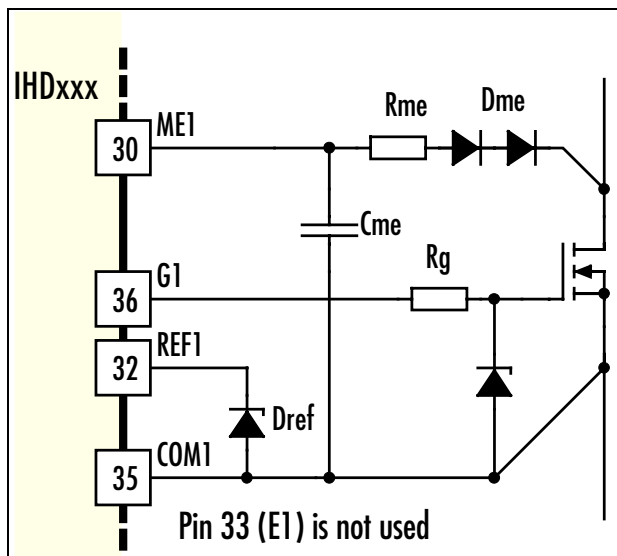 IHDxxx
ME1
30
Rme
Dme
Cme
G1
36
Rg
REF1
32
Dref
COM1
35
Pin 33 (E1) is not used